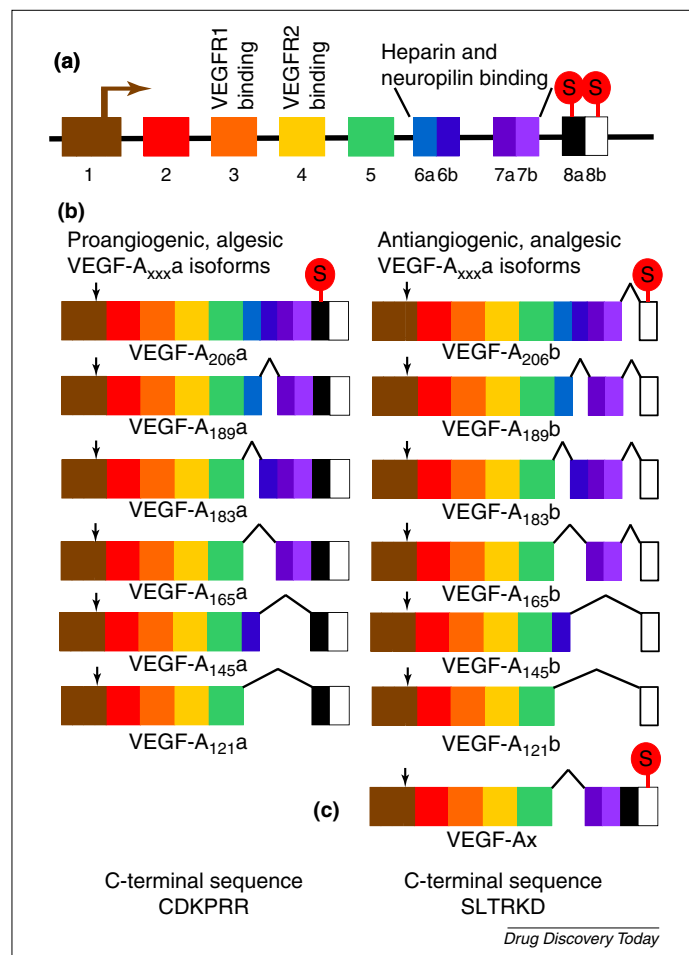 (a)
VEGFR1 binding
VEGFR2 binding
Heparin and
neuropilin binding
S S
1 2 3 4 5 6a 6b 7a 7b 8a 8b
(b)
Proangiogenic, algesic
VEGF-Axxxa isoforms
S
VEGF-A206a
VEGF-A189a
VEGF-A183a
VEGF-A165a
VEGF-A145a
VEGF-A121a
Antiangiogenic, analgesic
VEGF-Axxxa isoforms
S
VEGF-A206b
VEGF-A189b
VEGF-A183b
VEGF-A165b
VEGF-A145b
VEGF-A121b
(c)
S
VEGF-Ax
C-terminal sequence
CDKPRR
C-terminal sequence
SLTRKD
Drug Discovery Today